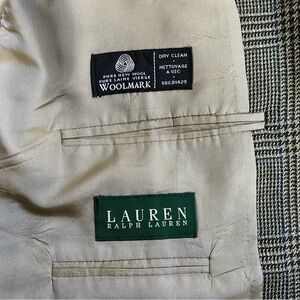 PURE NEW WOOL
PURE LAINE VIERGE
WOOLMARK
DRY CLEAN
NETTOYAGE
A SEC
LAUREN
RALPH LAUREN